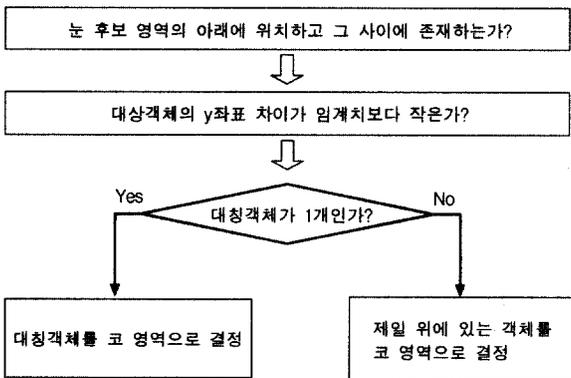 눈 후보 영역의 아래에 위치하고 그 사이에 존재하는가?
대상객체의 y좌표 차이가 임계치보다 작은가?
Yes
No
대칭객체가 1개인가?
대칭객체를 코 영역으로 결정
제일 위에 있는 객체를
코 영역으로 결정